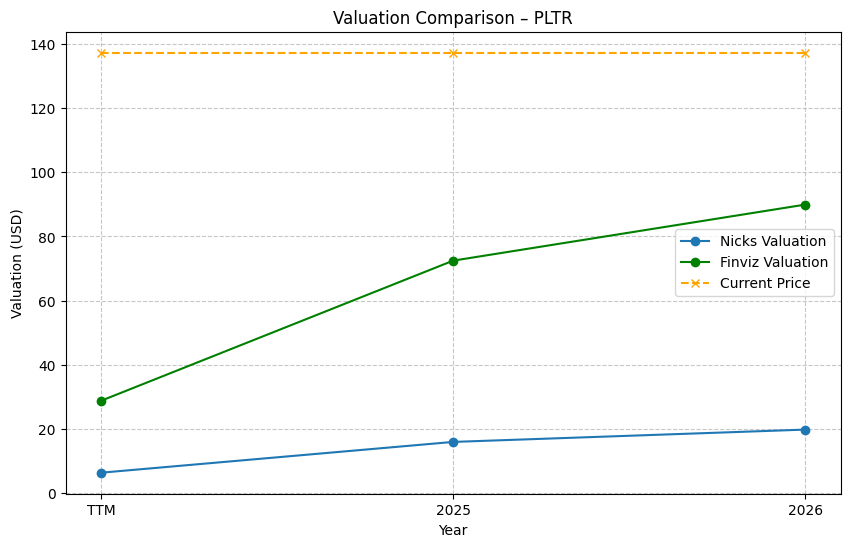 Valuation Comparison – PLTR
Valuation (USD)
140
120
100
80
60
40
20
0
Nicks Valuation
Finviz Valuation
Current Price
TTM 2025 2026
Year